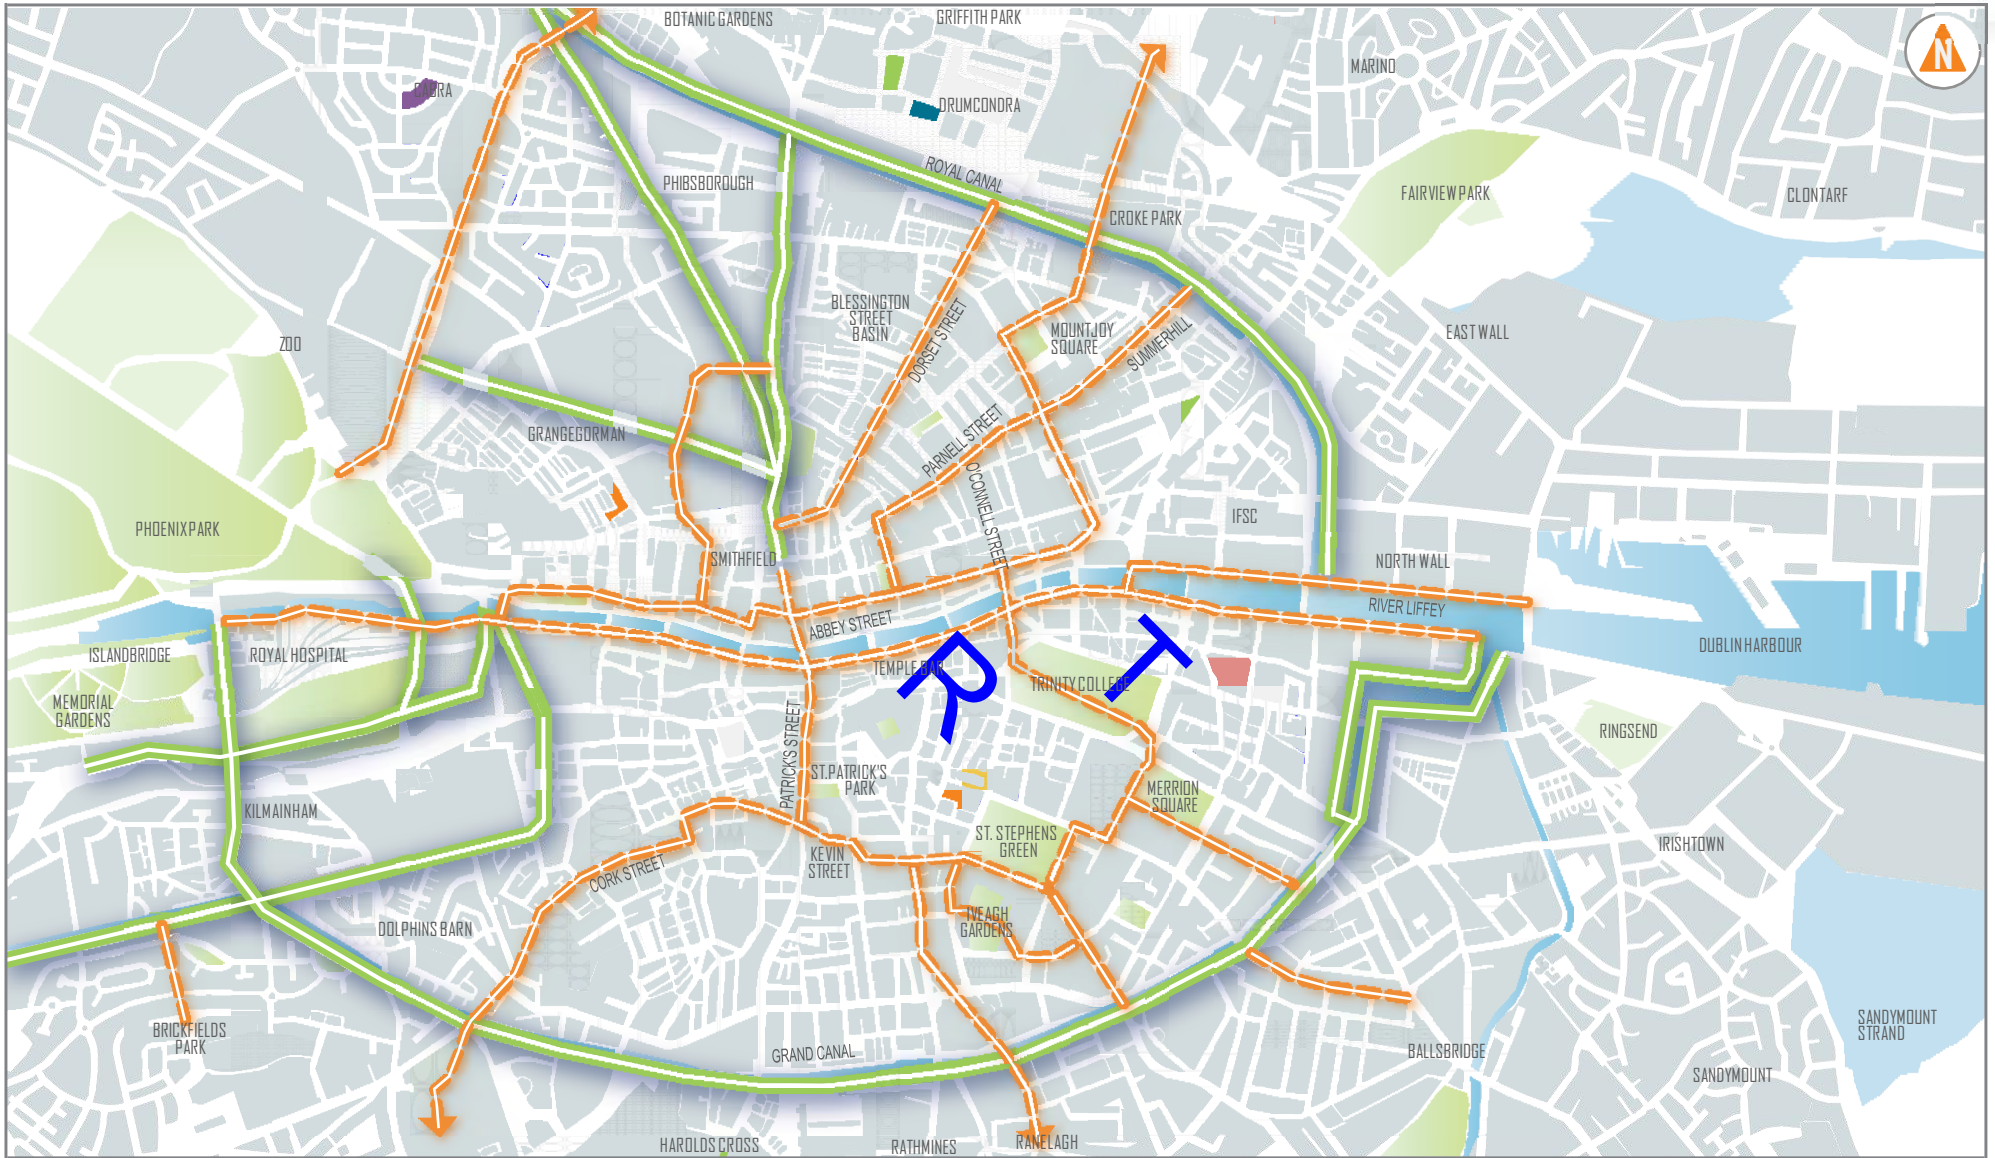 BOTANIC GARDENS
GRIFFITH PARK
N
MARINO
CABRA
DRUMCONDRA
ROYAL CANAL
PHIBSBOROUGH
FAIRVIEW PARK
CLONTARF
CROKE PARK
BLESSINGTON
STREET
BASIN
DORSET STREET
MOUNTJOY
SQUARE
SUMMERHILL
EAST WALL
ZOO
GRANGEGORMAN
PARNELL STREET
O'CONNELL STREET
PHOENIX PARK
IFSC
SMITHFIELD
NORTH WALL
RIVER LIFFEY
ABBEY STREET
DUBLIN HARBOUR
ISLANDBRIDGE
ROYAL HOSPITAL
TEMPLE BAR
R
T
TRINITY COLLEGE
MEMORIAL
GARDENS
RINGSEND
PATRICK'S STREET
ST.PATRICK'S
PARK
MERRION
SQUARE
KILMAINHAM
ST. STEPHENS
GREEN
IRISHTOWN
KEVIN
STREET
CORK STREET
IVEAGH
GARDENS
DOLPHINS BARN
BRICKFIELDS
PARK
GRAND CANAL
BALLSBRIDGE
SANDYMOUNT
STRAND
SANDYMOUNT
HAROLDS CROSS
RATHMINES
RANELAGH